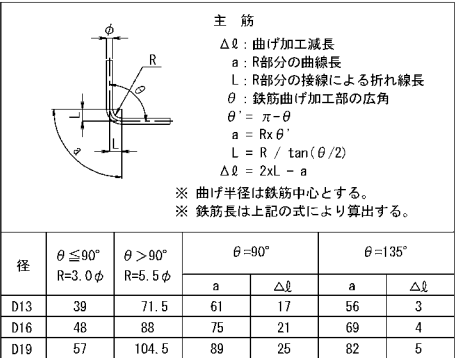 主 筋
φ
R
θ
L
L
a
Δℓ：曲げ加工減長
a：R部分の曲線長
L：R部分の接線による折れ線長
θ：鉄筋曲げ加工部の広角
θ'= π-θ
a = Rxθ'
L = R / tan(θ/2)
Δℓ = 2xL - a
※ 曲げ半径は鉄筋中心とする。
※ 鉄筋長は上記の式により算出する。
径 θ≦90° R=3.0φ θ>90° R=5.5φ θ=90° θ=135°
a Δℓ a Δℓ
D13 39 71.5 61 17 56 3
D16 48 88 75 21 69 4
D19 57 104.5 89 25 82 5